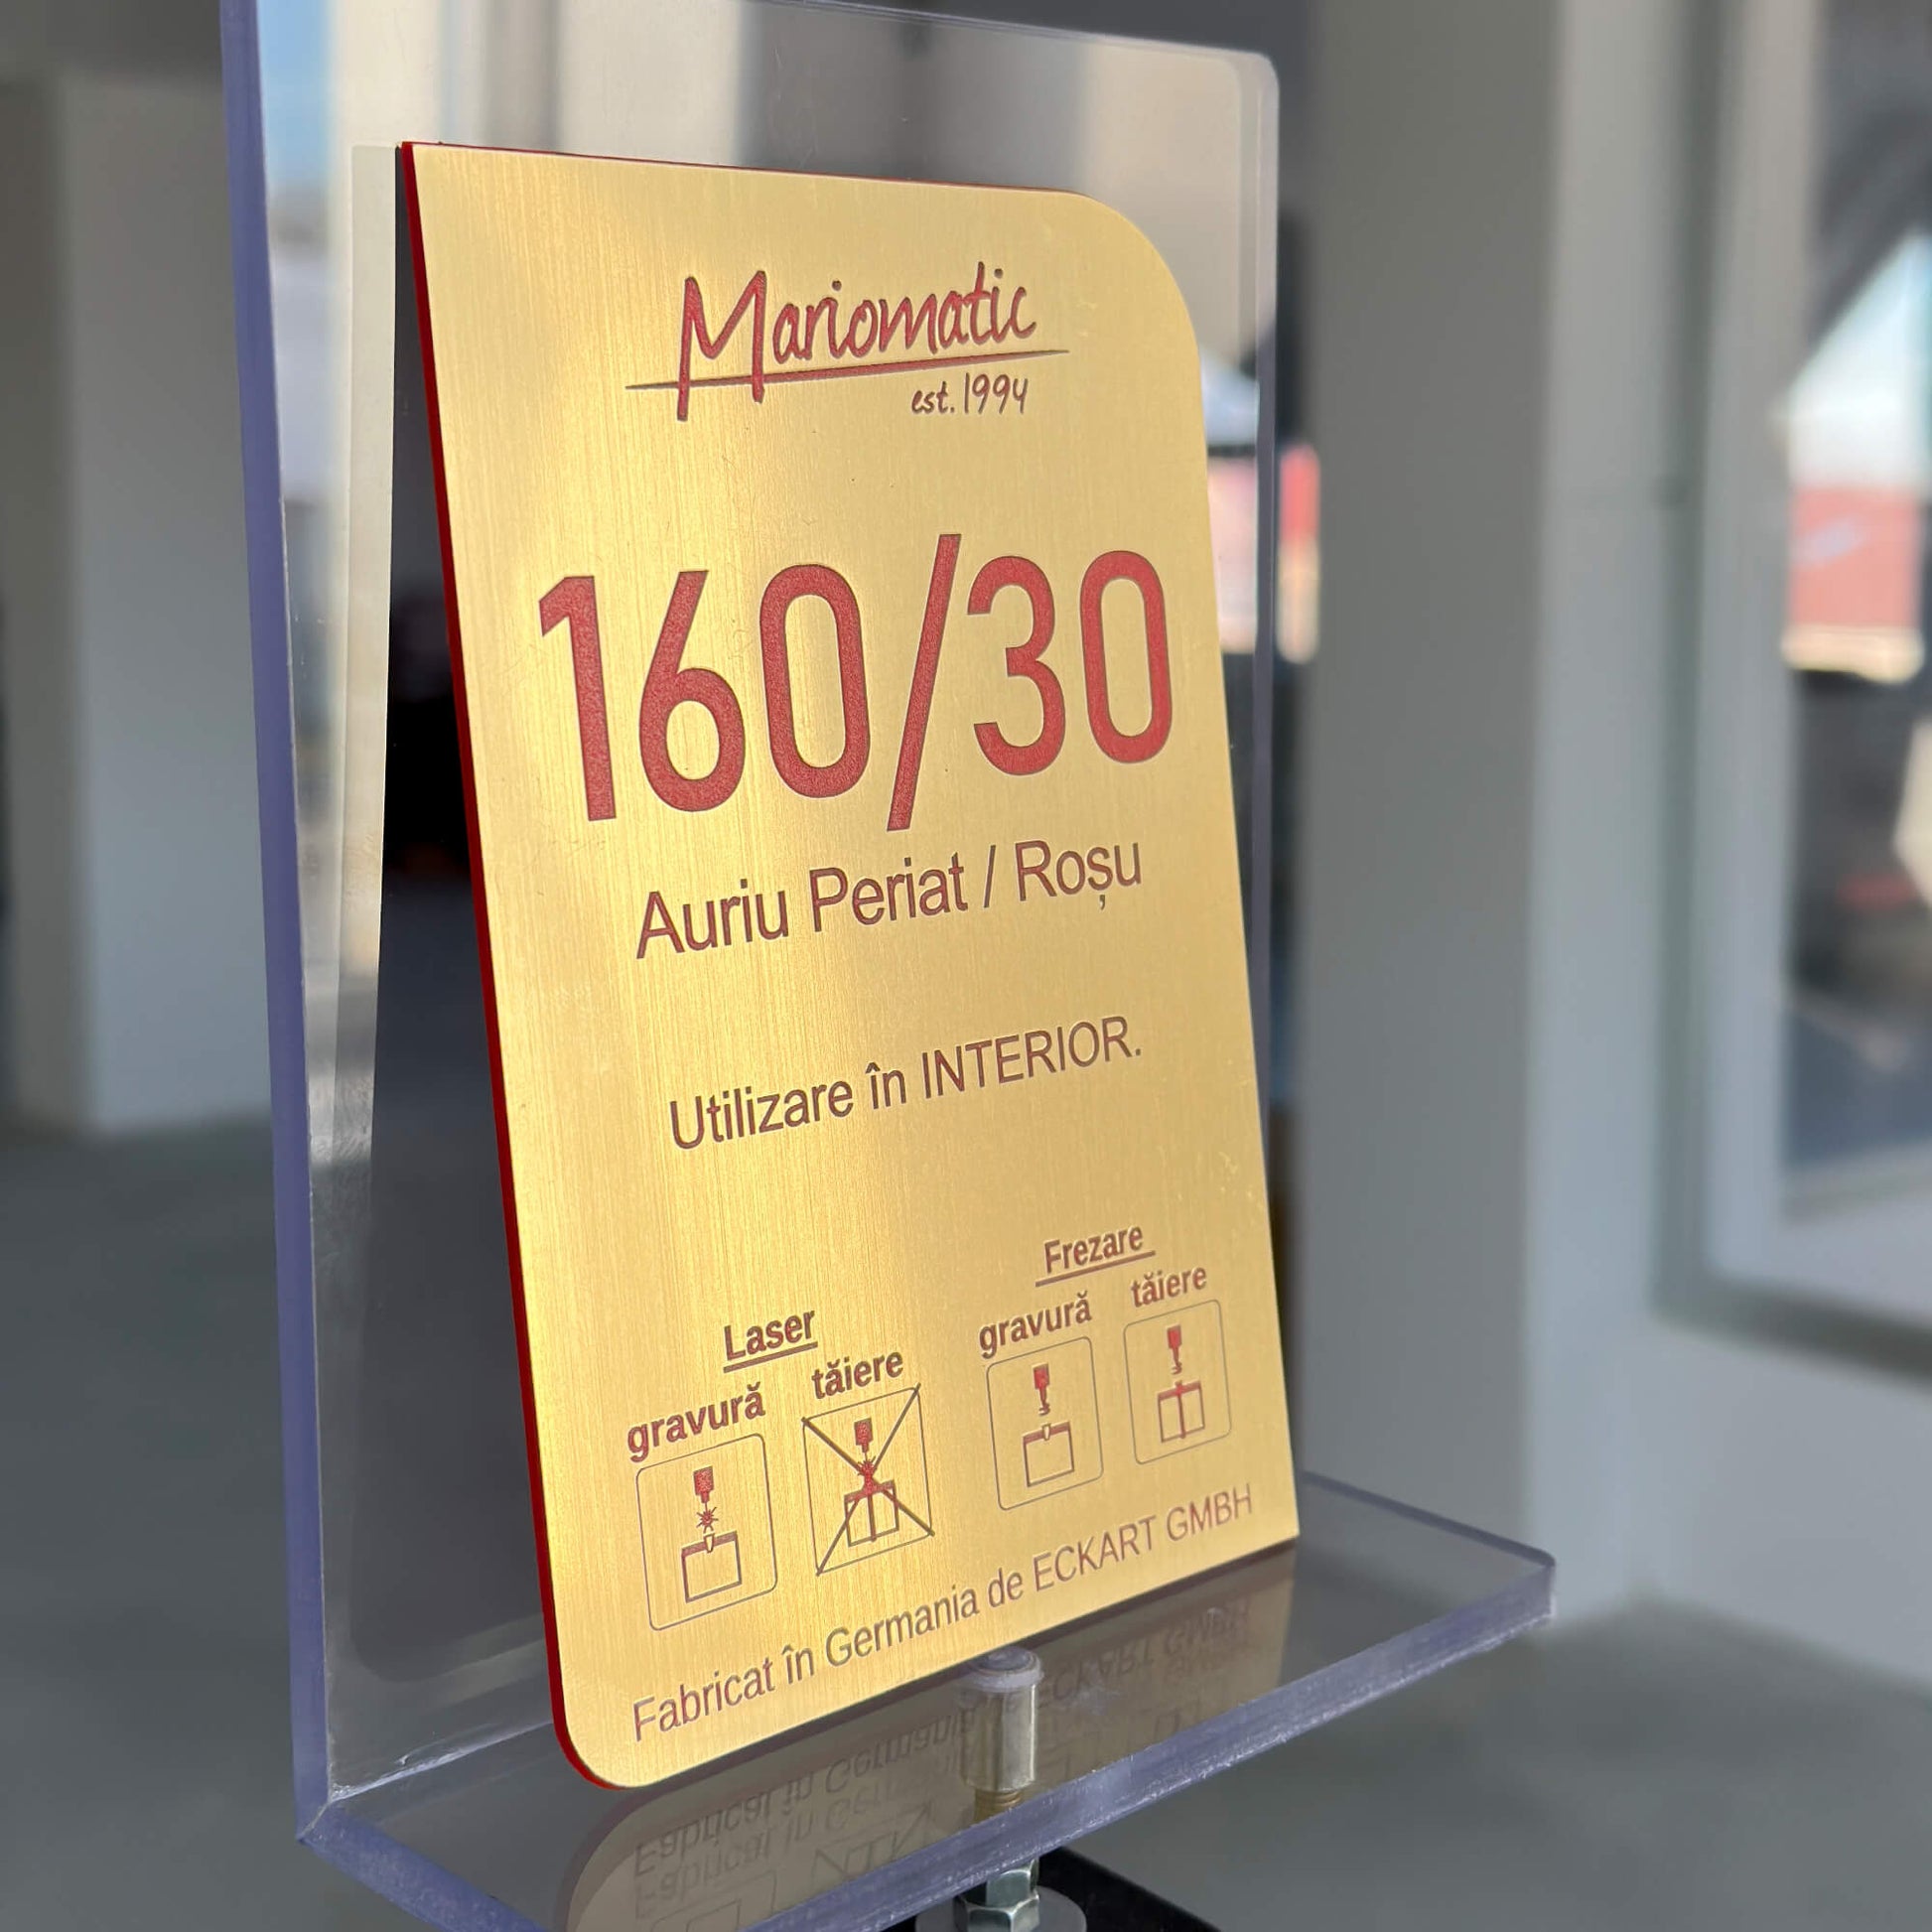 Mariomatic
est. 1994
160/30
Auriu Periat / Roșu
Utilizare în INTERIOR.
Laser
gravură tăiere
Frezare
gravură tăiere
Fabricat în Germania de ECKART GMBH